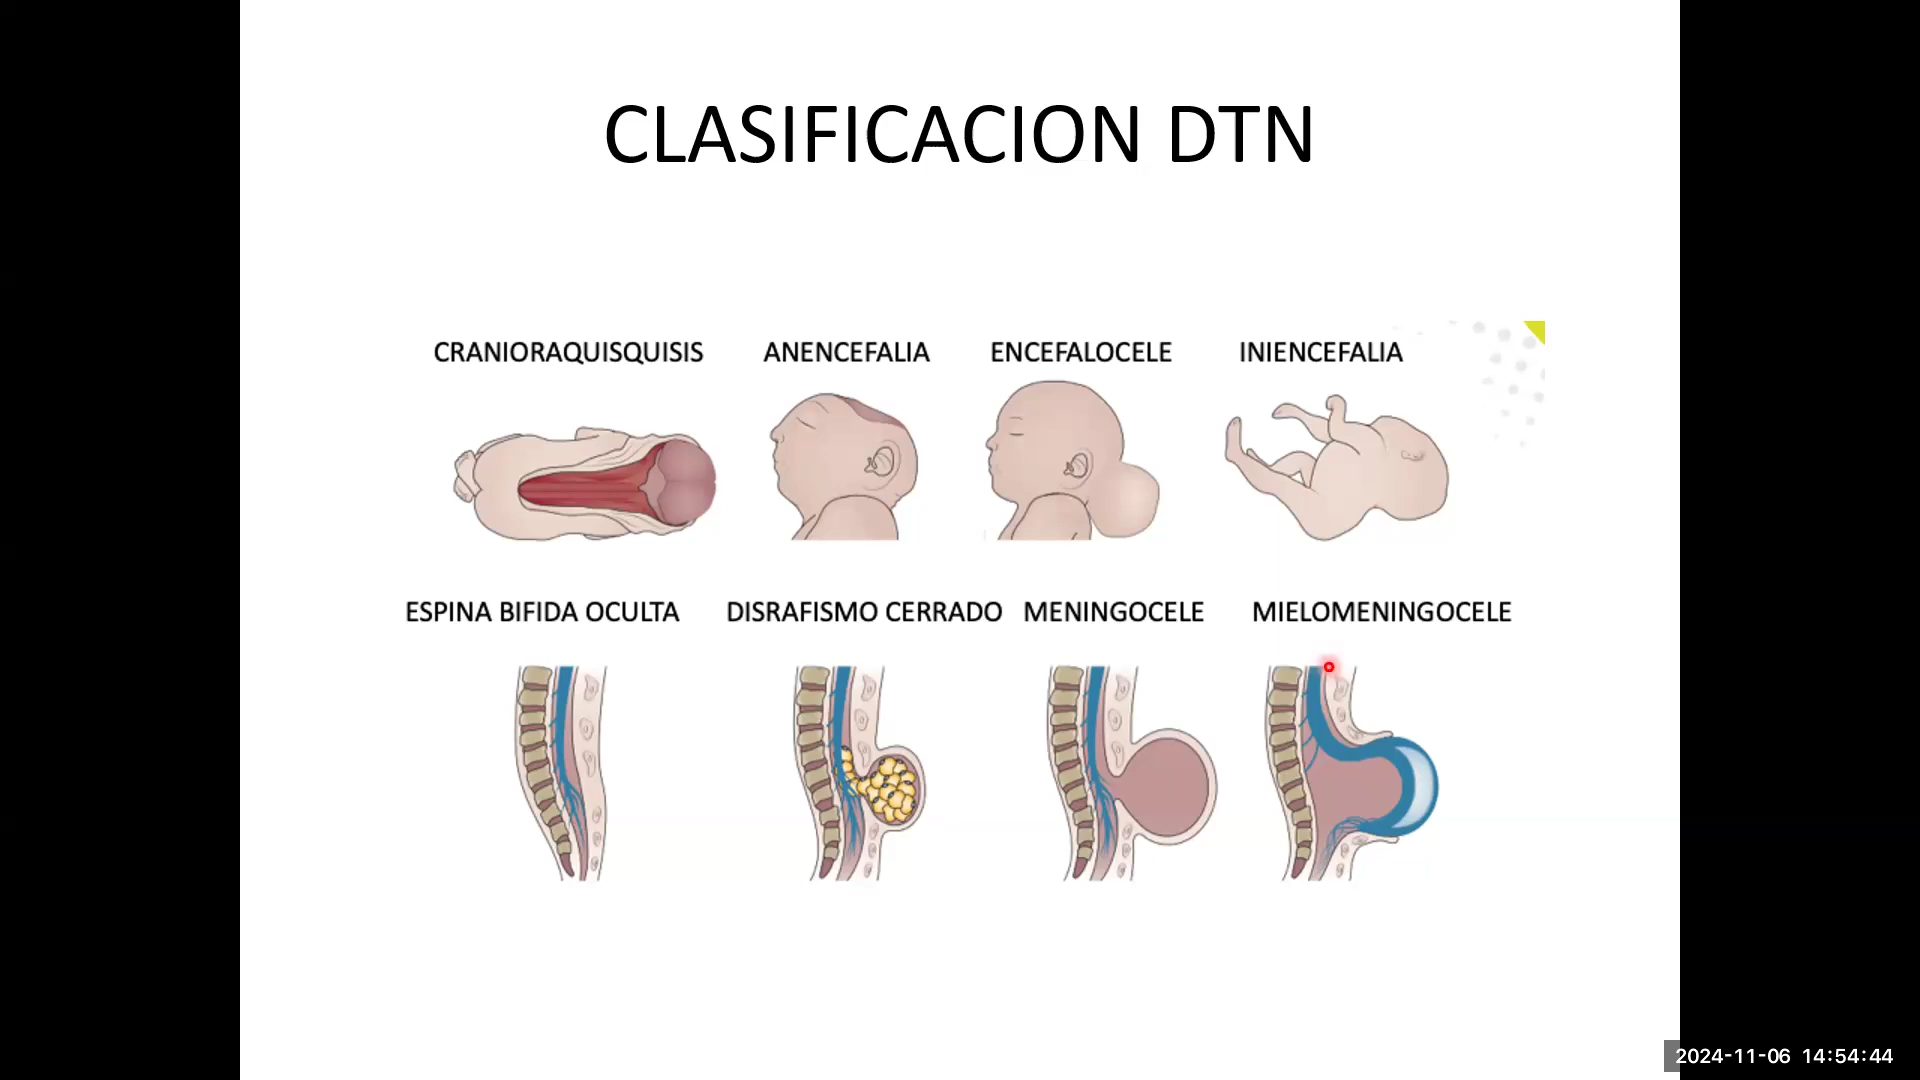 CLASIFICACION DTN
CRANIORAQUISQUISIS ANENCEFALIA ENCEFALOCELE INIENCEFALIA
ESPINA BIFIDA OCULTA DISRAFISMO CERRADO MENINGOCELE MIELOMENINGOCELE
2024-11-06 14:54:44